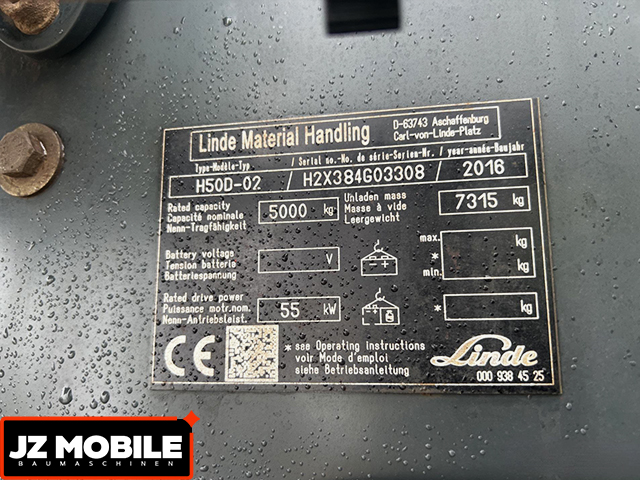 Linde Material Handling
D-63743 Aschaffenburg
Carl-von-Linde-Platz
Type-Modèle-Typ / Serial no.-No. de série-Serien-Nr. / year-année-Baujahr
H50D-02 / H2X384G03308 / 2016
Rated capacity
Capacité nominale
Nenn-Tragfähigkeit
5000 kg
Unladen mass
Masse à vide
Leergewicht
7315 kg
Battery voltage
Tension batterie
Batteriespannung
V
max. kg
*
min. kg
Rated drive power
Puissance motr.nom.
Nenn-Antriebsleist.
55 kW
* kg
CE
* see Operating Instructions
voir Mode d'emploi
siehe Betriebsanleitung
Linde
000 938 45 25
JZ MOBILE
BAUMASCHINEN